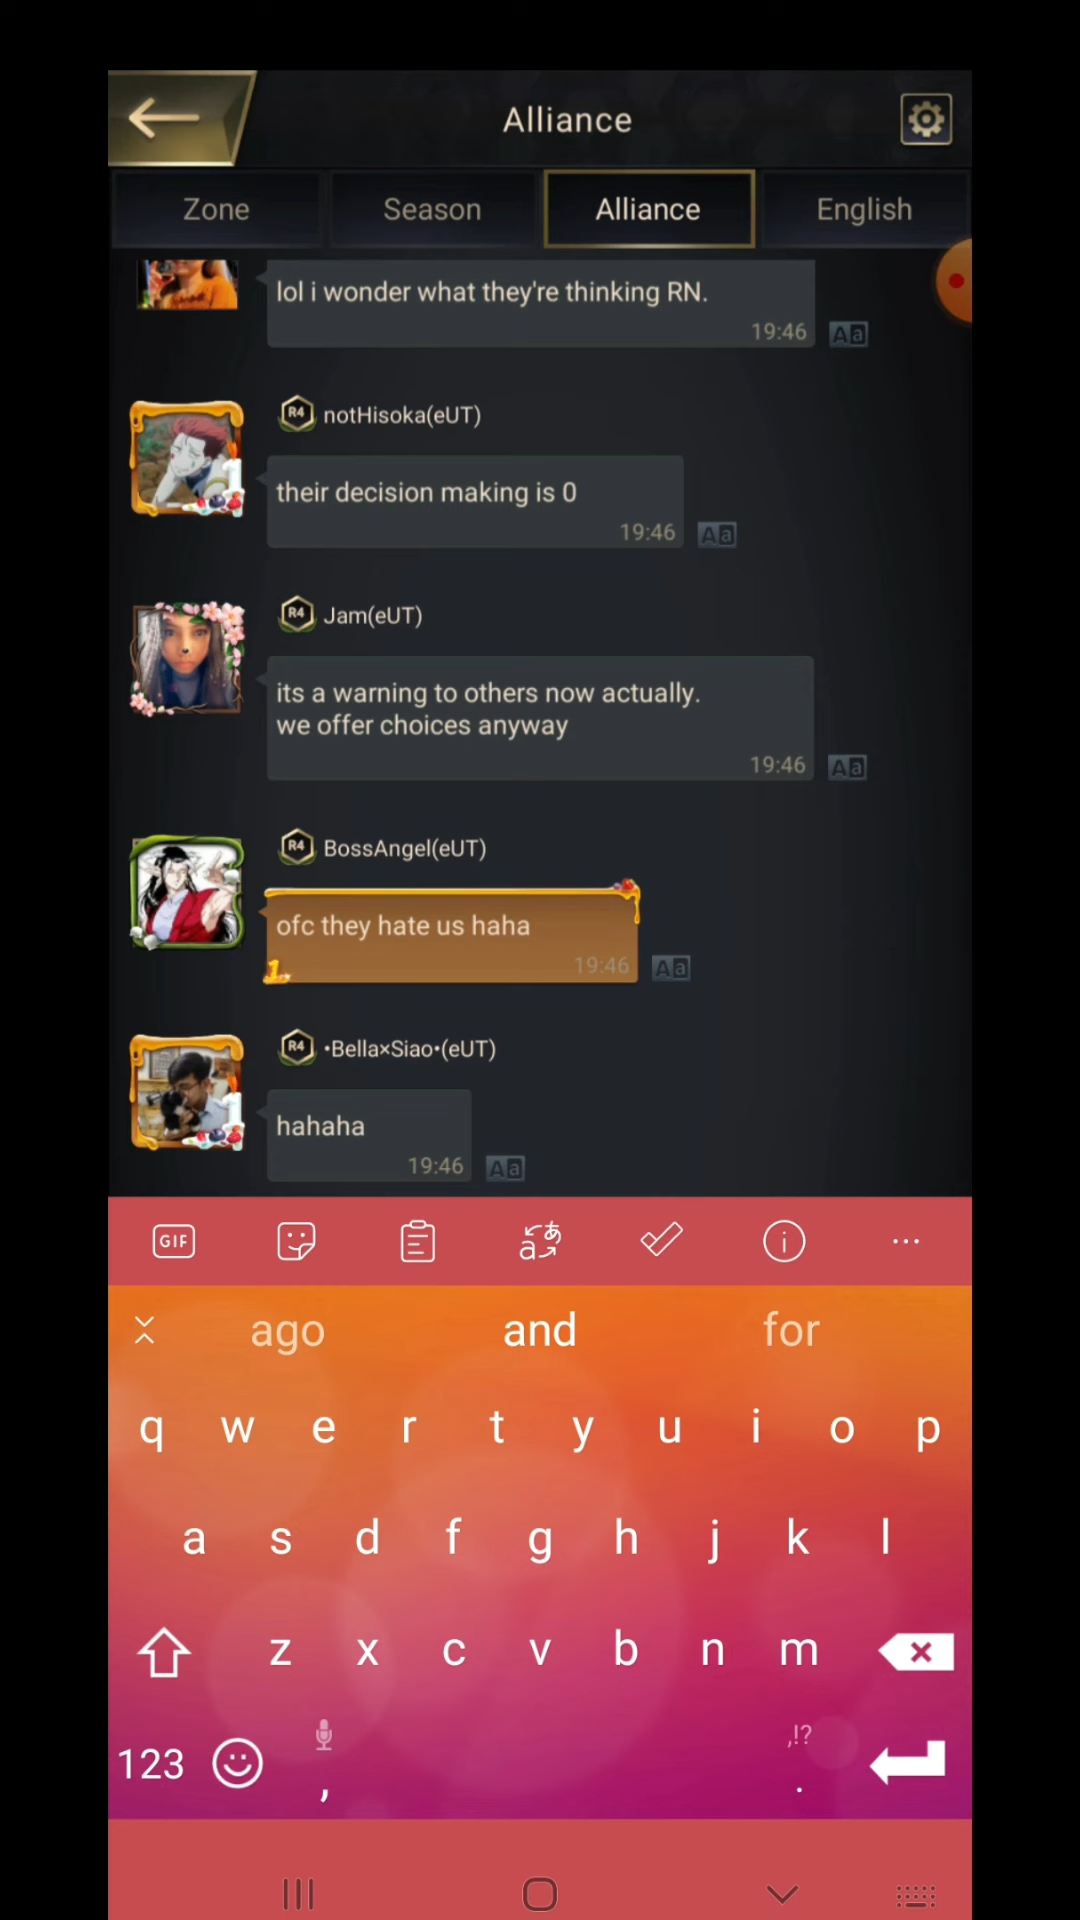 Alliance
Zone
Season
Alliance
English
lol i wonder what they're thinking RN.
19:46
Aa
R4 notHisoka(eUT)
their decision making is 0
19:46
Aa
R4 Jam(eUT)
its a warning to others now actually.
we offer choices anyway
19:46
Aa
R4 BossAngel(eUT)
ofc they hate us haha
19:46
Aa
R4 •Bella×Siao•(eUT)
hahaha
19:46
Aa
GIF
aあ
ago and for
q w e r t y u i o p
a s d f g h j k l
z x c v b n m
123 , ,!? .